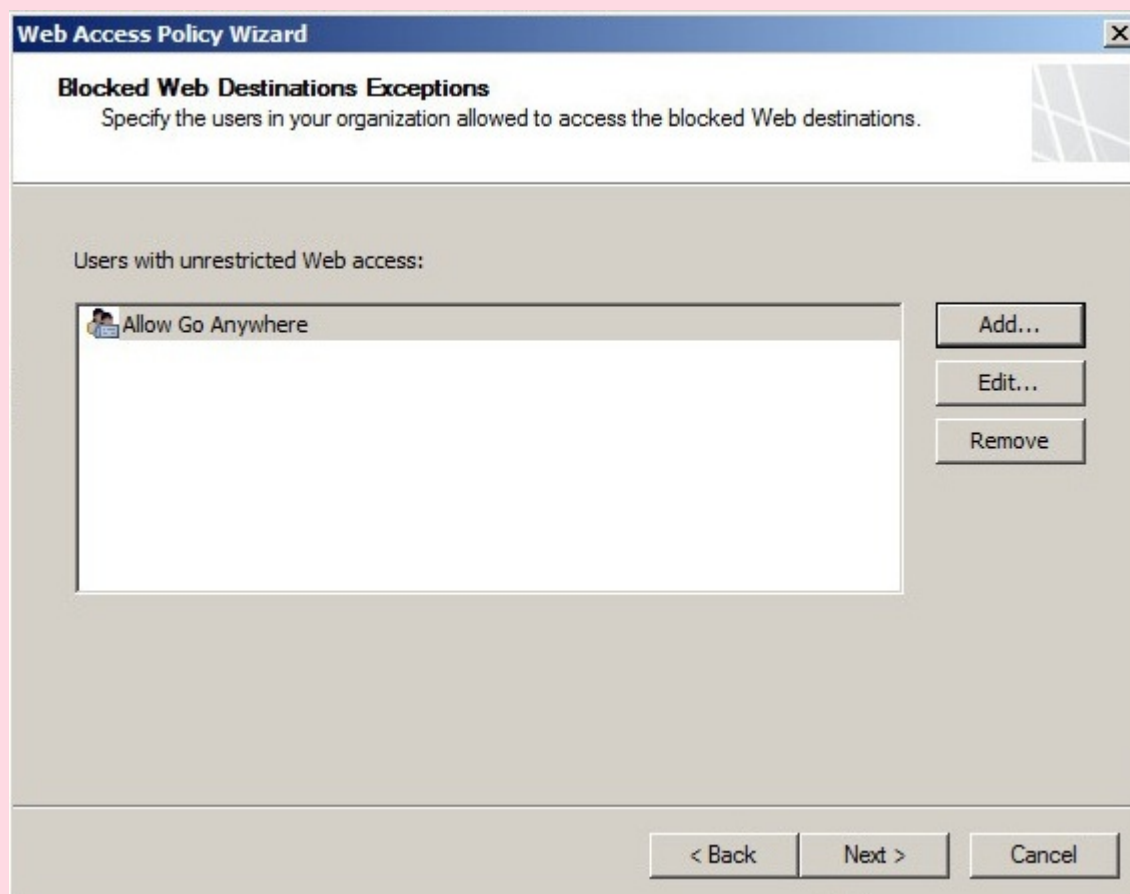 Web Access Policy Wizard
Blocked Web Destinations Exceptions
Specify the users in your organization allowed to access the blocked Web destinations.
Users with unrestricted Web access:
Allow Go Anywhere
Add...
Edit...
Remove
< Back
Next >
Cancel